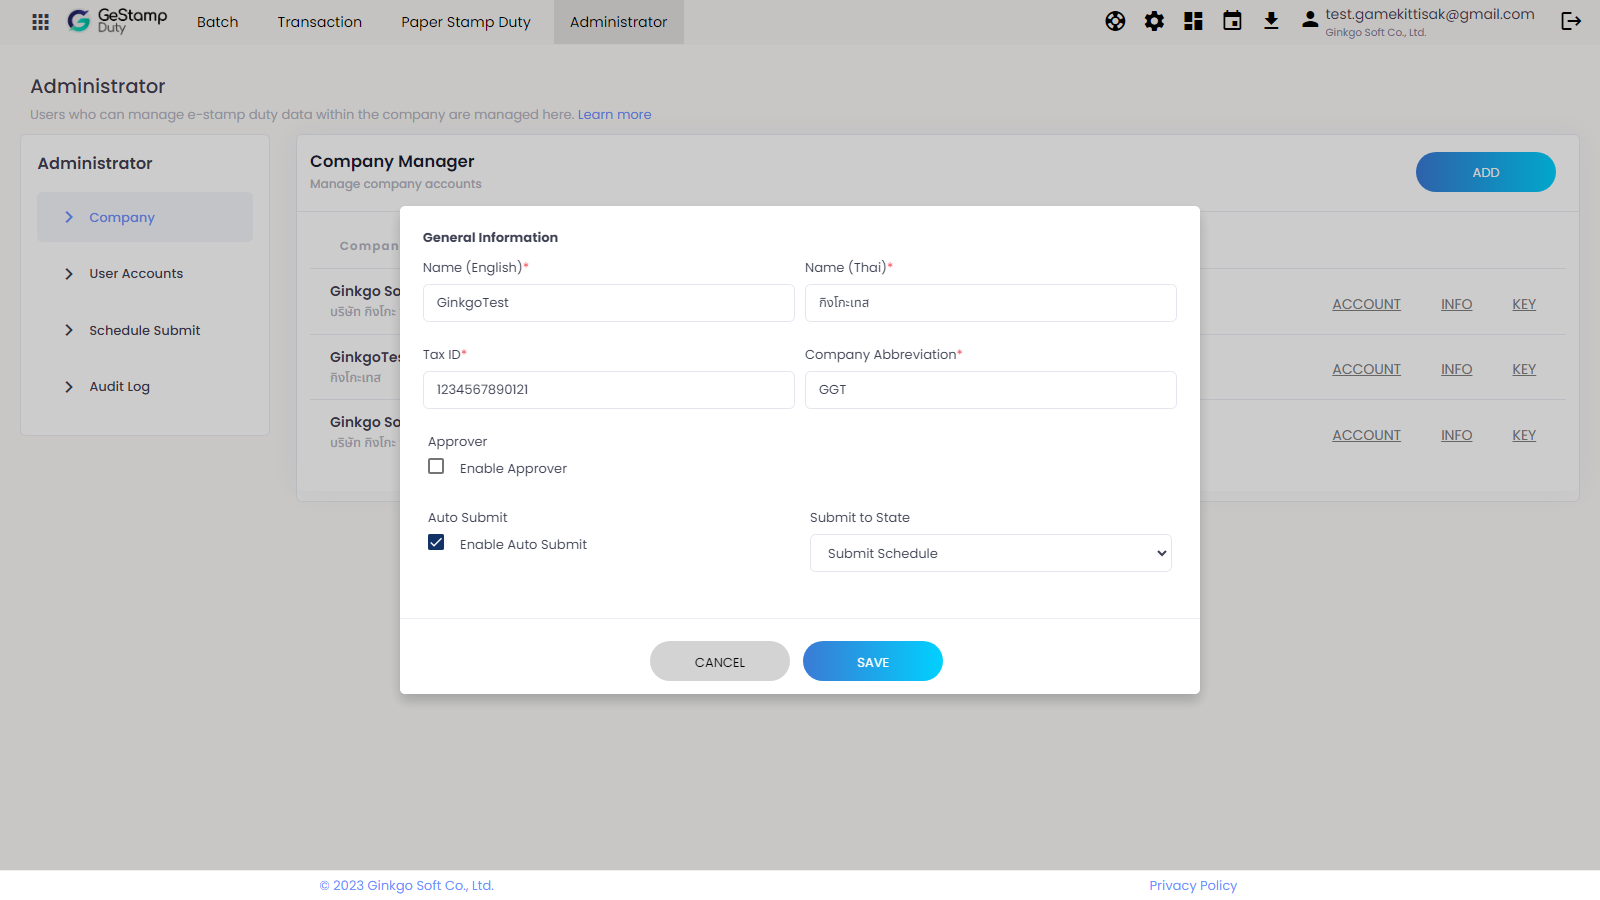 GeStamp
Duty
Batch
Transaction
Paper Stamp Duty
Administrator
test.gamekittisak@gmail.com
Ginkgo Soft Co., Ltd.
Administrator
Users who can manage e-stamp duty data within the company are managed here. Learn more
Administrator
Company
User Accounts
Schedule Submit
Audit Log
Company Manager
Manage company accounts
ADD
Compan
Ginkgo So
บริษัท กิงโกะ
ACCOUNT INFO KEY
GinkgoTes
กิงโกะเทส
ACCOUNT INFO KEY
Ginkgo So
บริษัท กิงโกะ
ACCOUNT INFO KEY
General Information
Name (English)* Name (Thai)*
GinkgoTest กิงโกะเทส
Tax ID* Company Abbreviation*
1234567890121 GGT
Approver
Enable Approver
Auto Submit Submit to State
Enable Auto Submit Submit Schedule
CANCEL SAVE
© 2023 Ginkgo Soft Co., Ltd. Privacy Policy